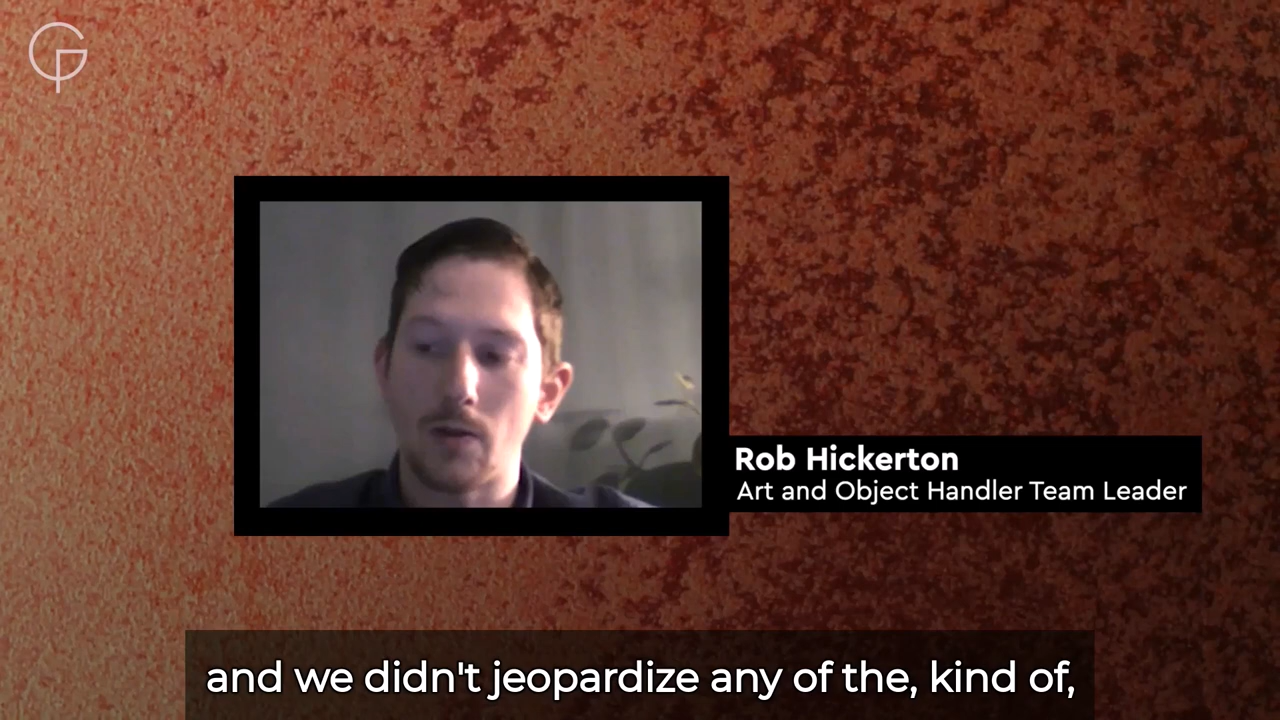 Rob Hickerton
Art and Object Handler Team Leader
and we didn't jeopardize any of the, kind of,